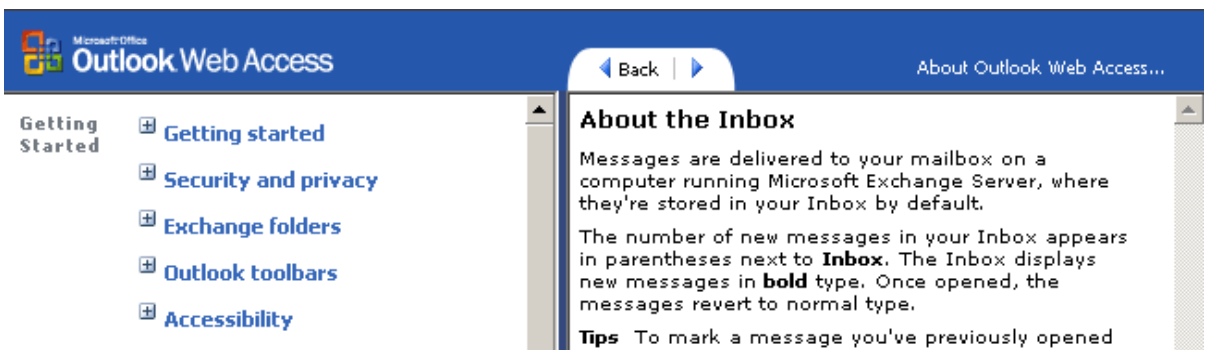 Microsoft Office
Outlook Web Access
Back
About Outlook Web Access...
Getting
Started
Getting started
Security and privacy
Exchange folders
Outlook toolbars
Accessibility
About the Inbox
Messages are delivered to your mailbox on a
computer running Microsoft Exchange Server, where
they're stored in your Inbox by default.
The number of new messages in your Inbox appears
in parentheses next to Inbox. The Inbox displays
new messages in bold type. Once opened, the
messages revert to normal type.
Tips To mark a message you've previously opened